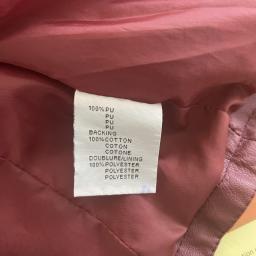 100%PU
PU
PU
PU
BACKING
100%COTTON
COTON
COTONE
DOUBLURE/LINING
100%POLYESTER
POLYESTER
POLYESTER